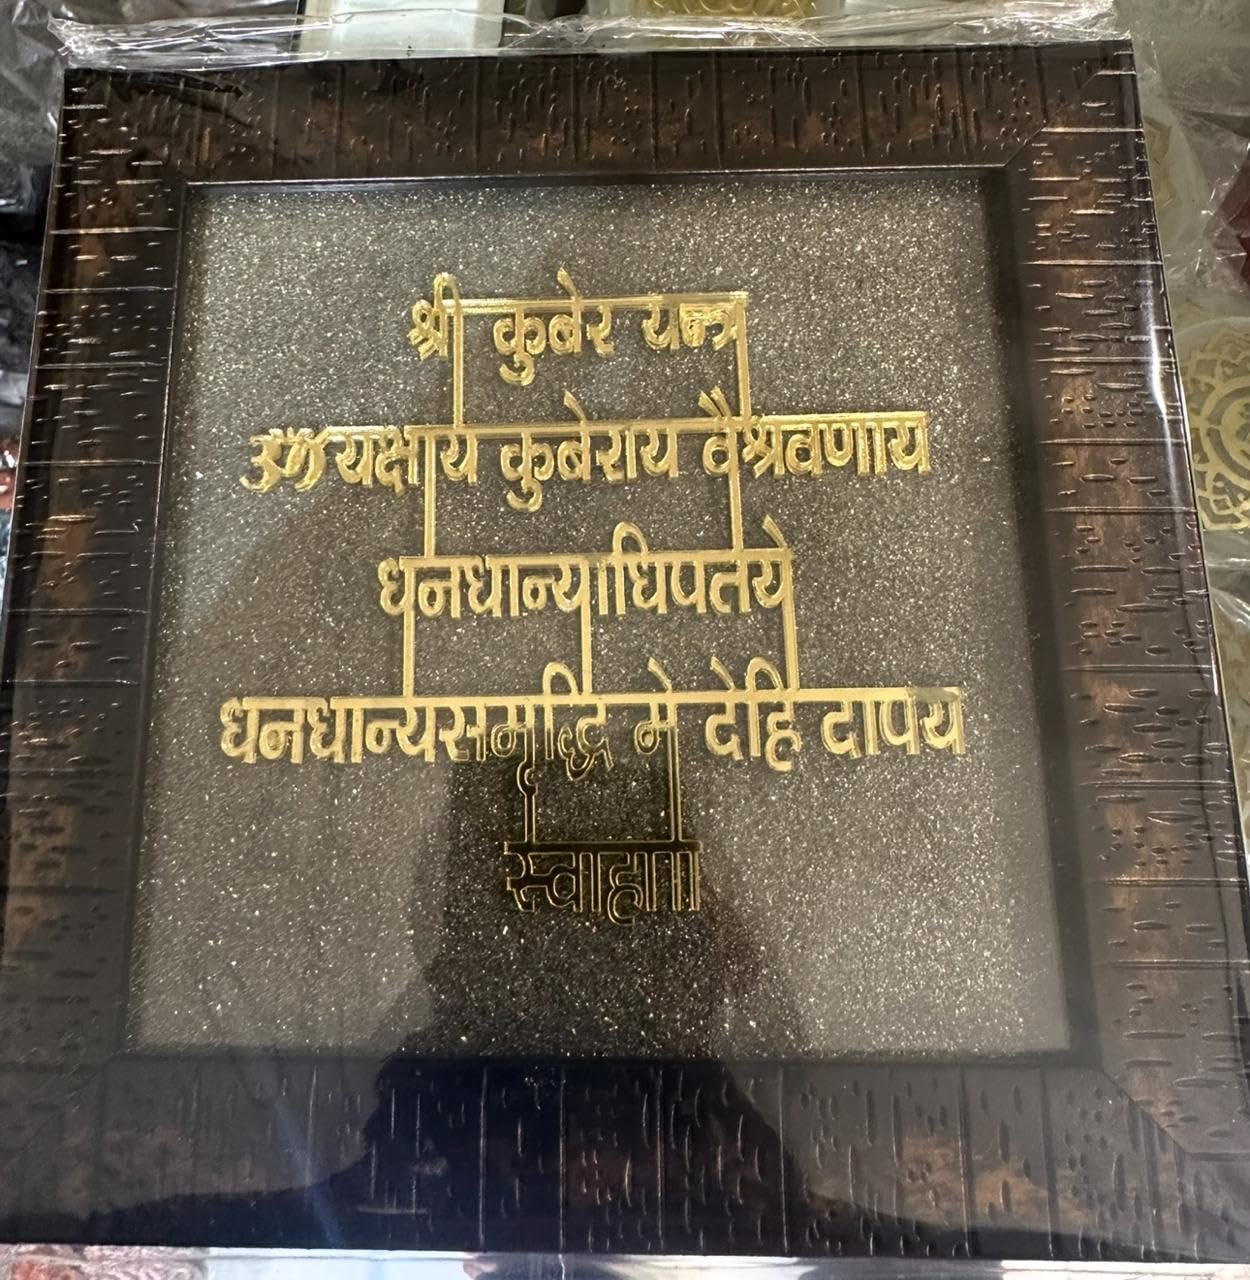 श्री कुबेर यन्त्र
ॐ यक्षाय कुबेराय वैश्रवणाय
धनधान्याधिपतये
धनधान्यसमृद्धि मे देहि दापय
स्वाहा